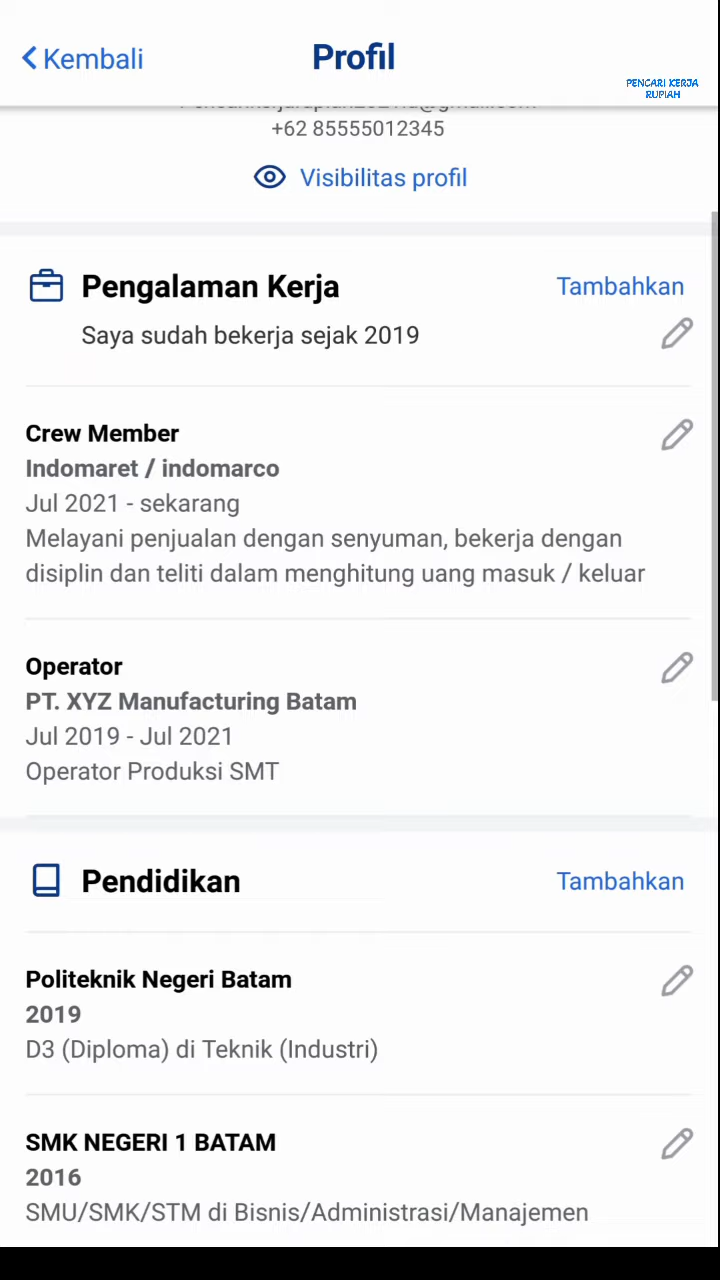 Kembali
Profil
PENCARI KERJA
RUPIAH
+62 85555012345
Visibilitas profil
Pengalaman Kerja
Tambahkan
Saya sudah bekerja sejak 2019
Crew Member
Indomaret / indomarco
Jul 2021 - sekarang
Melayani penjualan dengan senyuman, bekerja dengan
disiplin dan teliti dalam menghitung uang masuk / keluar
Operator
PT. XYZ Manufacturing Batam
Jul 2019 - Jul 2021
Operator Produksi SMT
Pendidikan
Tambahkan
Politeknik Negeri Batam
2019
D3 (Diploma) di Teknik (Industri)
SMK NEGERI 1 BATAM
2016
SMU/SMK/STM di Bisnis/Administrasi/Manajemen